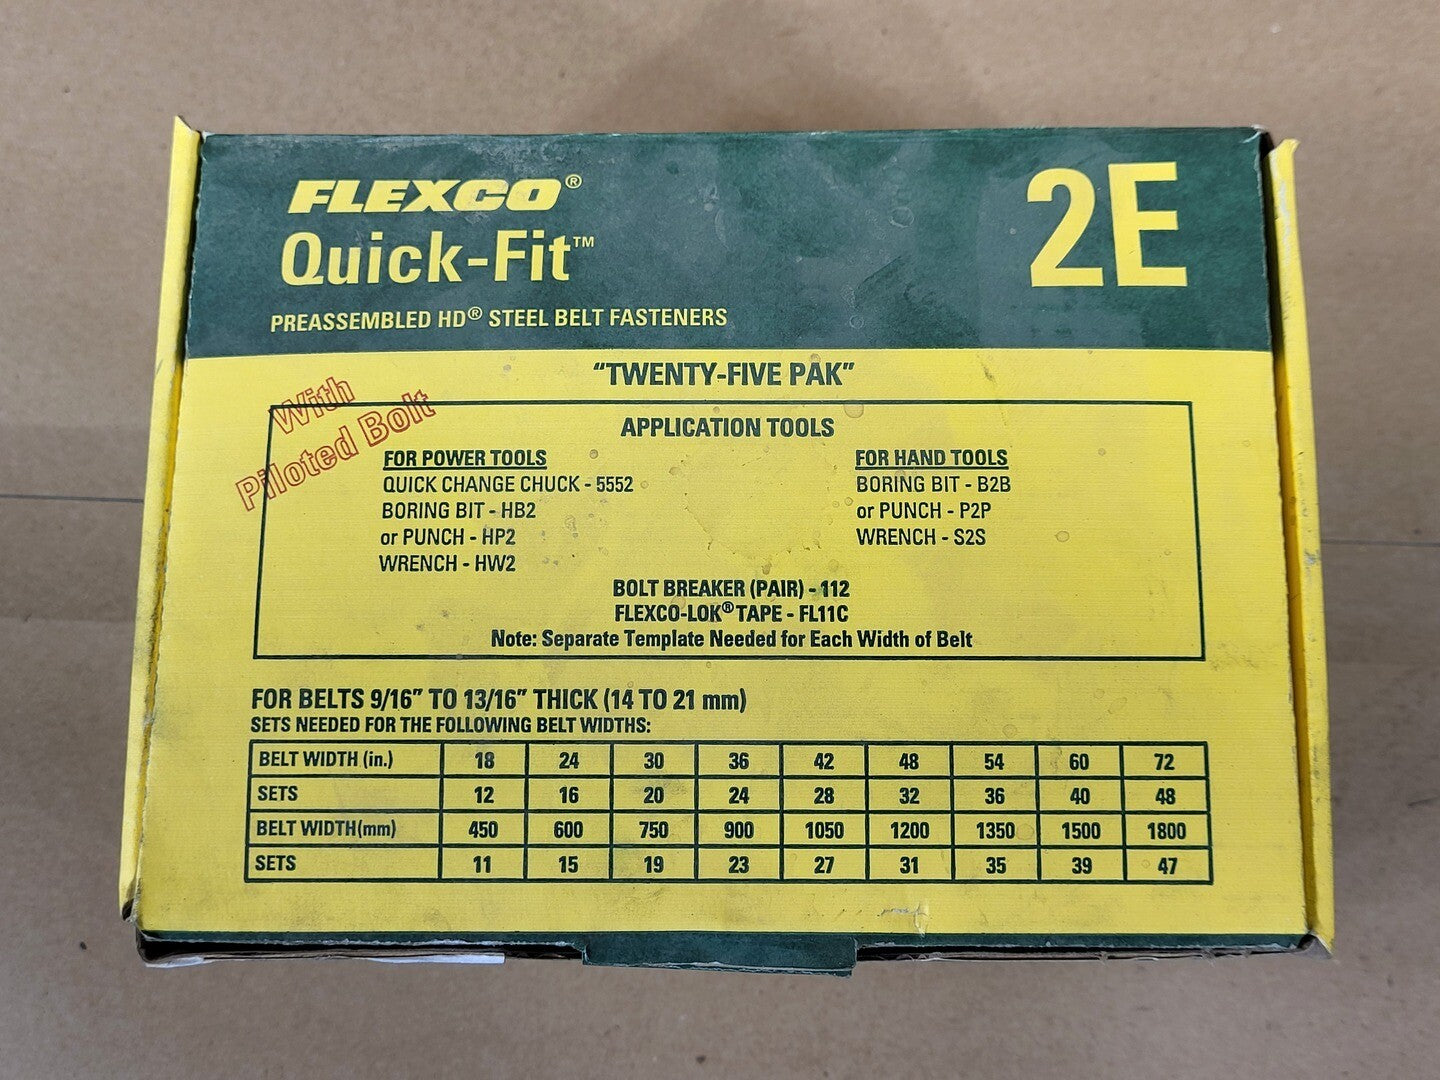 FLEXCO®
Quick-Fit™
2E
PREASSEMBLED HD® STEEL BELT FASTENERS
"TWENTY-FIVE PAK"
With
Piloted Bolt
APPLICATION TOOLS
FOR POWER TOOLS
QUICK CHANGE CHUCK - 5552
BORING BIT - HB2
or PUNCH - HP2
WRENCH - HW2
FOR HAND TOOLS
BORING BIT - B2B
or PUNCH - P2P
WRENCH - S2S
BOLT BREAKER (PAIR) - 112
FLEXCO-LOK® TAPE - FL11C
Note: Separate Template Needed for Each Width of Belt
FOR BELTS 9/16" TO 13/16" THICK (14 TO 21 mm)
SETS NEEDED FOR THE FOLLOWING BELT WIDTHS:
BELT WIDTH (in.) 18 24 30 36 42 48 54 60 72
SETS 12 16 20 24 28 32 36 40 48
BELT WIDTH(mm) 450 600 750 900 1050 1200 1350 1500 1800
SETS 11 15 19 23 27 31 35 39 47